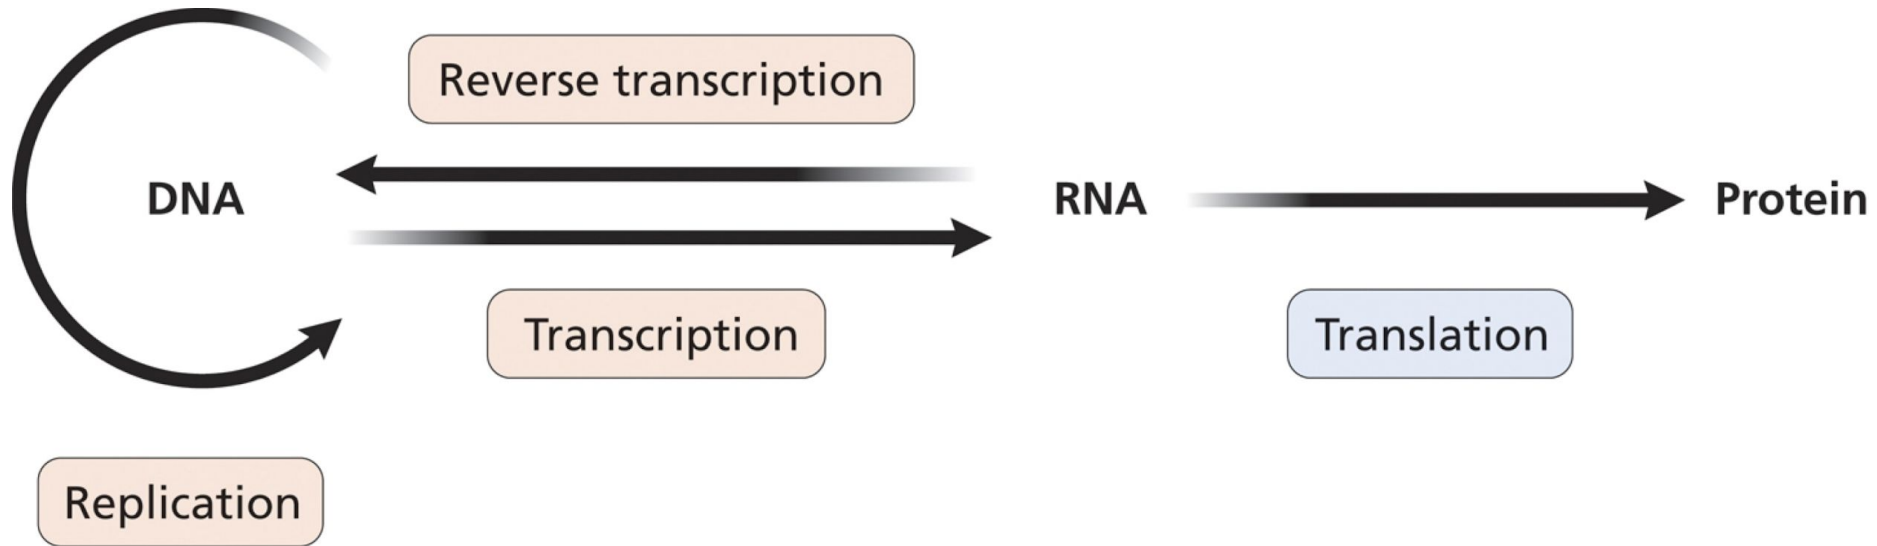 Reverse transcription
DNA
RNA
Protein
Transcription
Translation
Replication